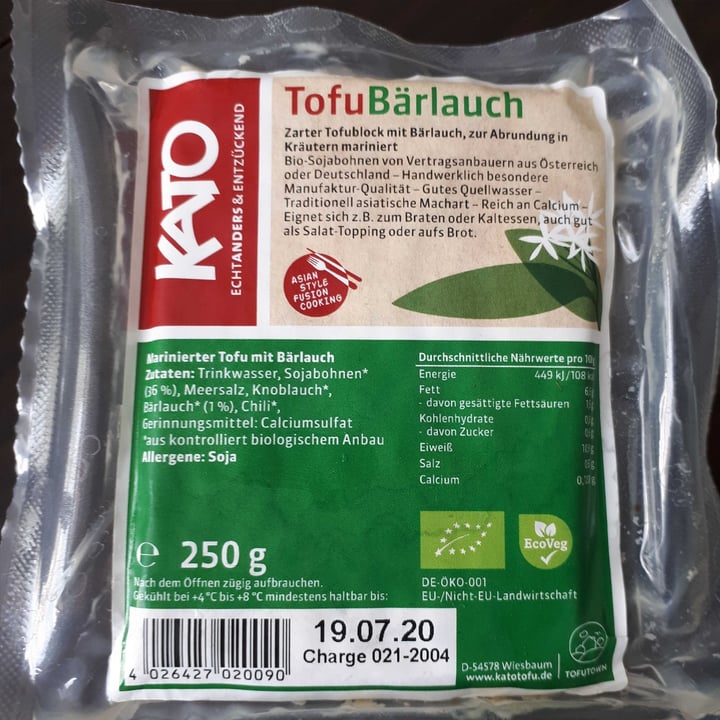 TofuBärlauch
Zarter Tofublock mit Bärlauch, zur Abrundung in
Kräutern mariniert
Bio-Sojabohnen von Vertragsanbauern aus Österreich
oder Deutschland – Handwerklich besondere
Manufaktur-Qualität – Gutes Quellwasser –
Traditionell asiatische Machart – Reich an Calcium –
Eignet sich z.B. zum Braten oder Kaltessen, auch gut
als Salat-Topping oder aufs Brot.
KATO
ECHTANDERS & ENTZÜCKEND
ASIAN
STYLE
FUSION
COOKING
Marinierter Tofu mit Bärlauch
Zutaten: Trinkwasser, Sojabohnen*
(36 %), Meersalz, Knoblauch*,
Bärlauch* (1 %), Chili*,
Gerinnungsmittel: Calciumsulfat
*aus kontrolliert biologischem Anbau
Allergene: Soja
Durchschnittliche Nährwerte pro
Energie 449 kJ/108
Fett
- davon gesättigte Fettsäuren
Kohlenhydrate
- davon Zucker
Eiweiß
Salz
Calcium
EcoVeg
e 250 g
Nach dem Öffnen zügig aufbrauchen.
Gekühlt bei +4 °C bis +8 °C mindestens haltbar bis:
DE-ÖKO-001
EU-/Nicht-EU-Landwirtschaft
19.07.20
Charge 021-2004
4 026427 020090
D-54578 Wiesbaum
www.katotofu.de
TOFUTOWN